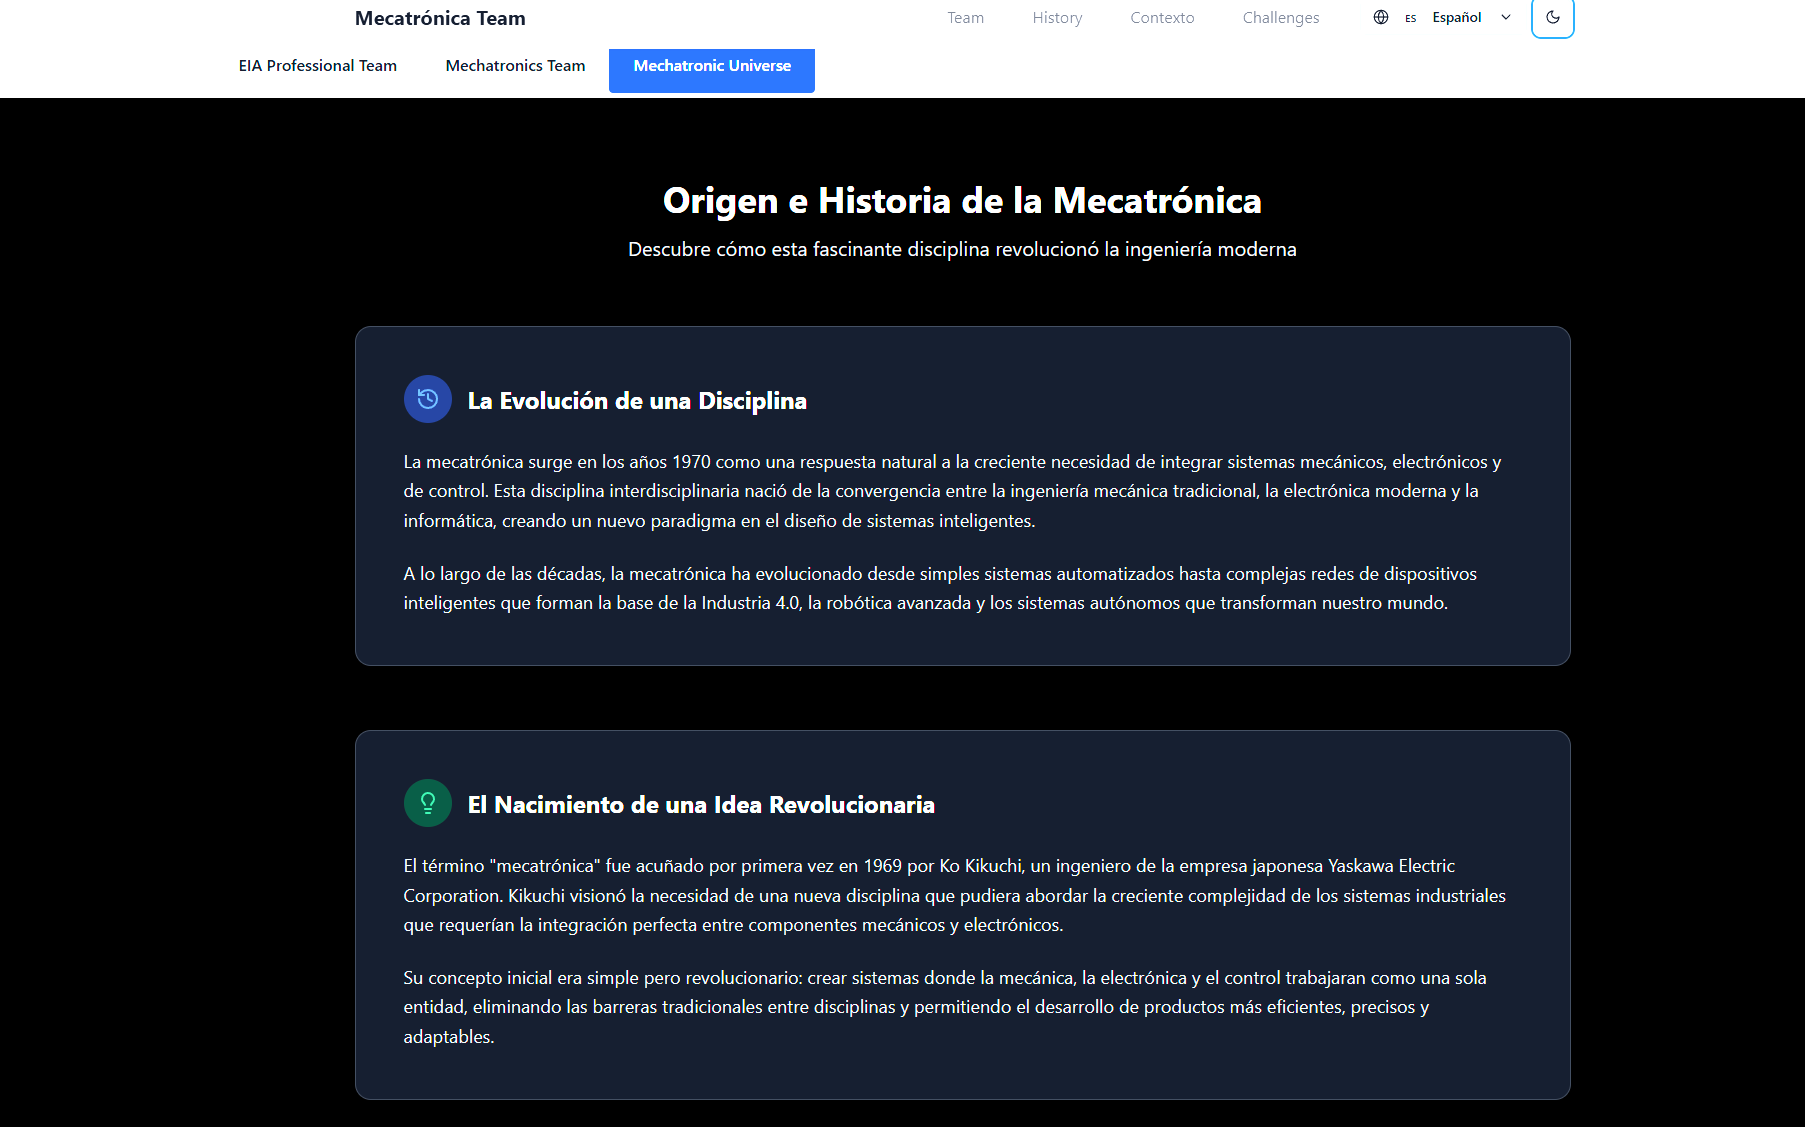 Mecatrónica Team
Team
History
Contexto
Challenges
ES
Español
EIA Professional Team
Mechatronics Team
Mechatronic Universe
Origen e Historia de la Mecatrónica
Descubre cómo esta fascinante disciplina revolucionó la ingeniería moderna
La Evolución de una Disciplina
La mecatrónica surge en los años 1970 como una respuesta natural a la creciente necesidad de integrar sistemas mecánicos, electrónicos y
de control. Esta disciplina interdisciplinaria nació de la convergencia entre la ingeniería mecánica tradicional, la electrónica moderna y la
informática, creando un nuevo paradigma en el diseño de sistemas inteligentes.
A lo largo de las décadas, la mecatrónica ha evolucionado desde simples sistemas automatizados hasta complejas redes de dispositivos
inteligentes que forman la base de la Industria 4.0, la robótica avanzada y los sistemas autónomos que transforman nuestro mundo.
El Nacimiento de una Idea Revolucionaria
El término "mecatrónica" fue acuñado por primera vez en 1969 por Ko Kikuchi, un ingeniero de la empresa japonesa Yaskawa Electric
Corporation. Kikuchi visionó la necesidad de una nueva disciplina que pudiera abordar la creciente complejidad de los sistemas industriales
que requerían la integración perfecta entre componentes mecánicos y electrónicos.
Su concepto inicial era simple pero revolucionario: crear sistemas donde la mecánica, la electrónica y el control trabajaran como una sola
entidad, eliminando las barreras tradicionales entre disciplinas y permitiendo el desarrollo de productos más eficientes, precisos y
adaptables.